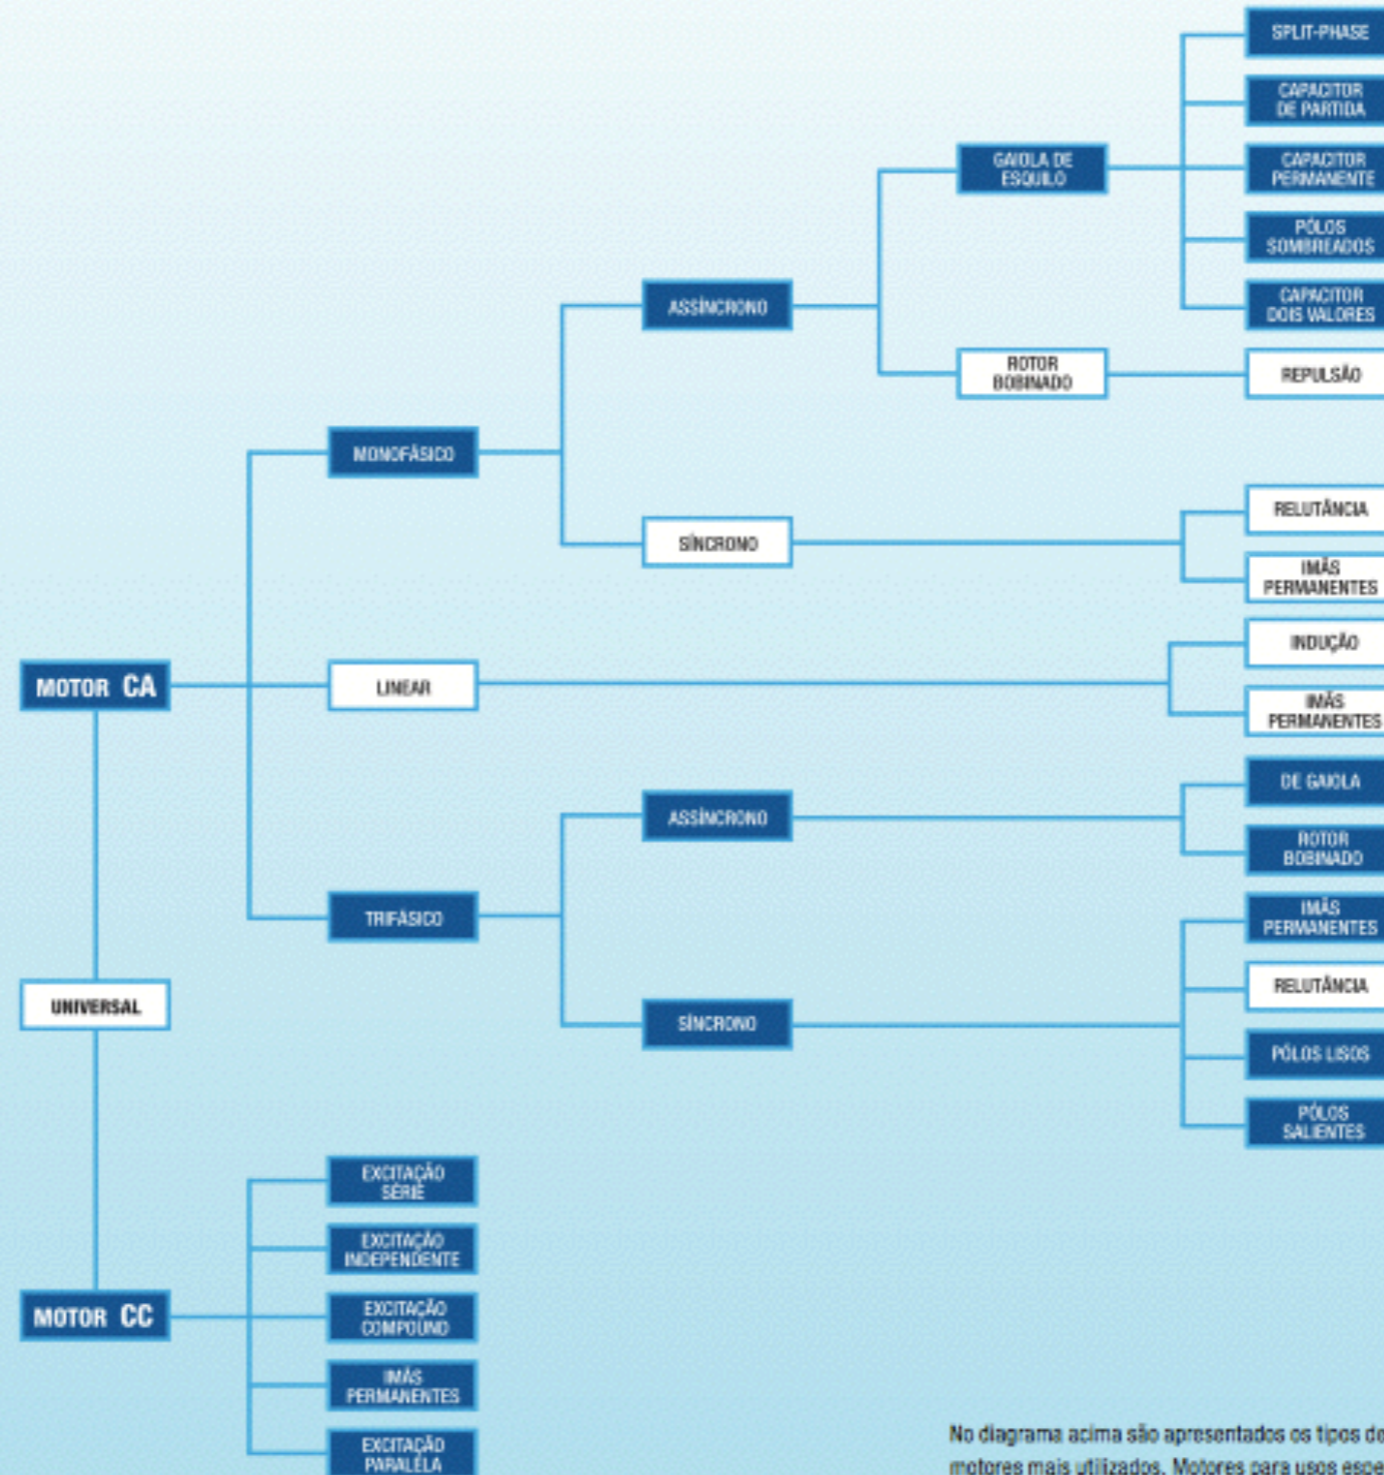 SPLIT-PHASE
CAPACITOR
DE PARTIDA
GAIOLA DE
ESQUILO
CAPACITOR
PERMANENTE
PÓLOS
SOMBREADOS
ASSÍNCRONO
CAPACITOR
DOIS VALORES
ROTOR
BOBINADO
REPULSÃO
MONOFÁSICO
RELUTÂNCIA
SÍNCRONO
IMÃS
PERMANENTES
INDUÇÃO
MOTOR CA
LINEAR
IMÃS
PERMANENTES
DE GAIOLA
ASSÍNCRONO
ROTOR
BOBINADO
TRIFÁSICO
IMÃS
PERMANENTES
RELUTÂNCIA
UNIVERSAL
SÍNCRONO
PÓLOS LISOS
PÓLOS
SALIENTES
EXCITAÇÃO
SÉRIE
EXCITAÇÃO
INDEPENDENTE
MOTOR CC
EXCITAÇÃO
COMPOUND
IMÃS
PERMANENTES
EXCITAÇÃO
PARALELA
No diagrama acima são apresentados os tipos de
motores mais utilizados. Motores para usos espe